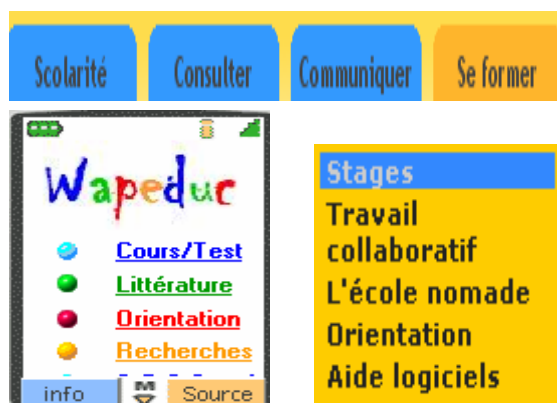 Scolarité Consulter Communiquer Se former
Wapeduc
Cours/Test
Littérature
Orientation
Recherches
info M Source
Stages
Travail
collaboratif
L'école nomade
Orientation
Aide logiciels